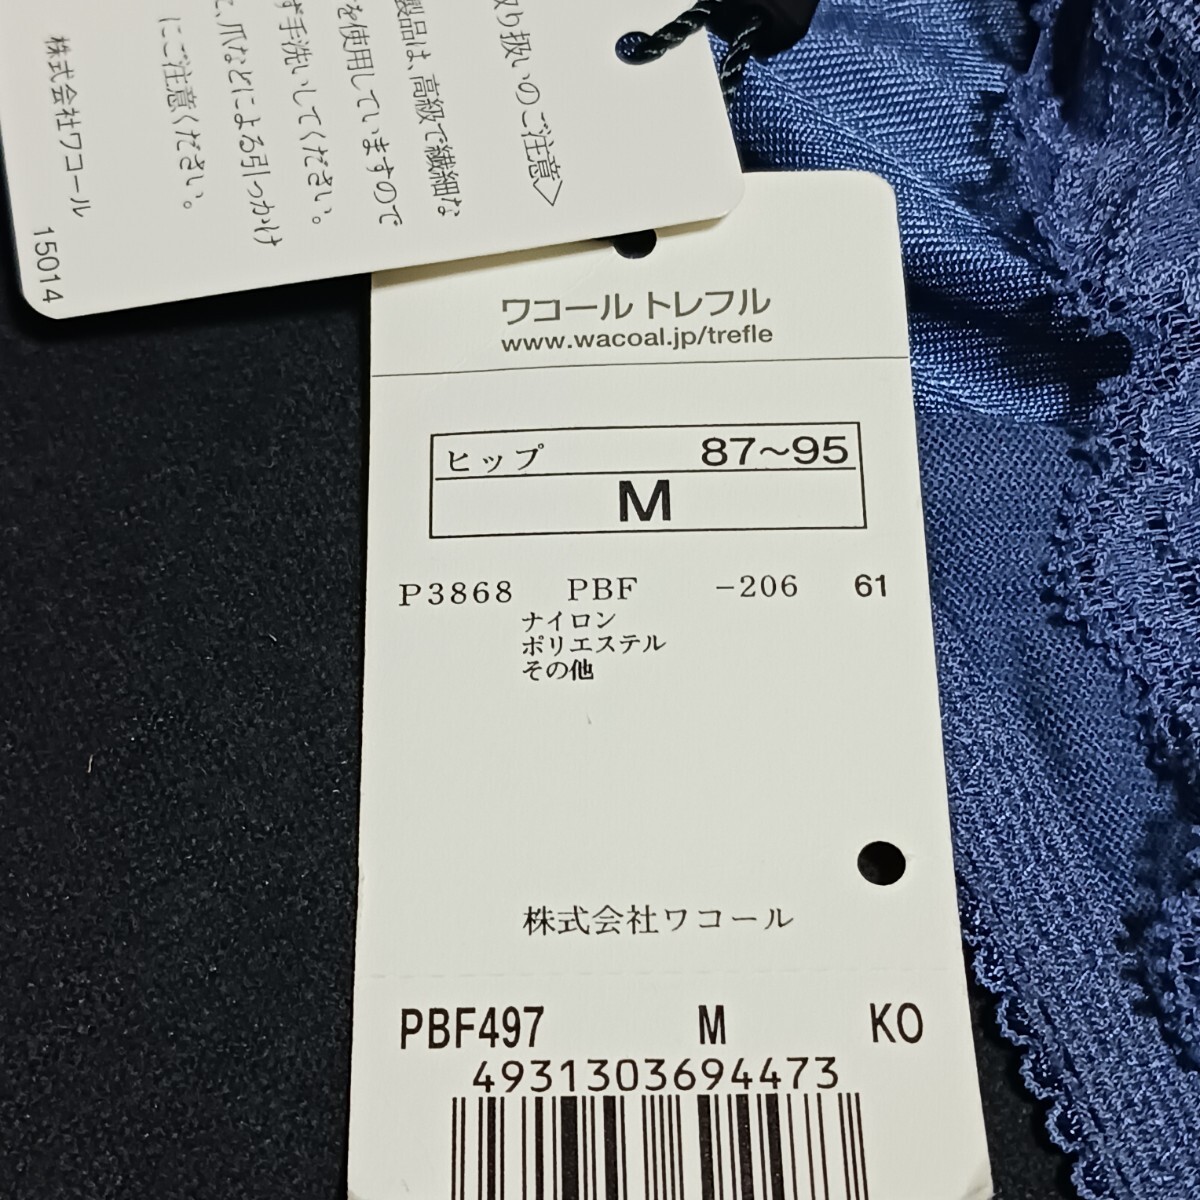 取り扱いのご注意〉
製品は、高級で繊細な
を使用していますので
ず手洗いしてください。
、爪などによる引っかけ
にご注意ください。
株式会社ワコール
15014
ワコール トレフル
www.wacoal.jp/trefle
ヒップ 87～95
M
P3868 PBF -206 61
ナイロン
ポリエステル
その他
株式会社ワコール
PBF497 M KO
4931303694473